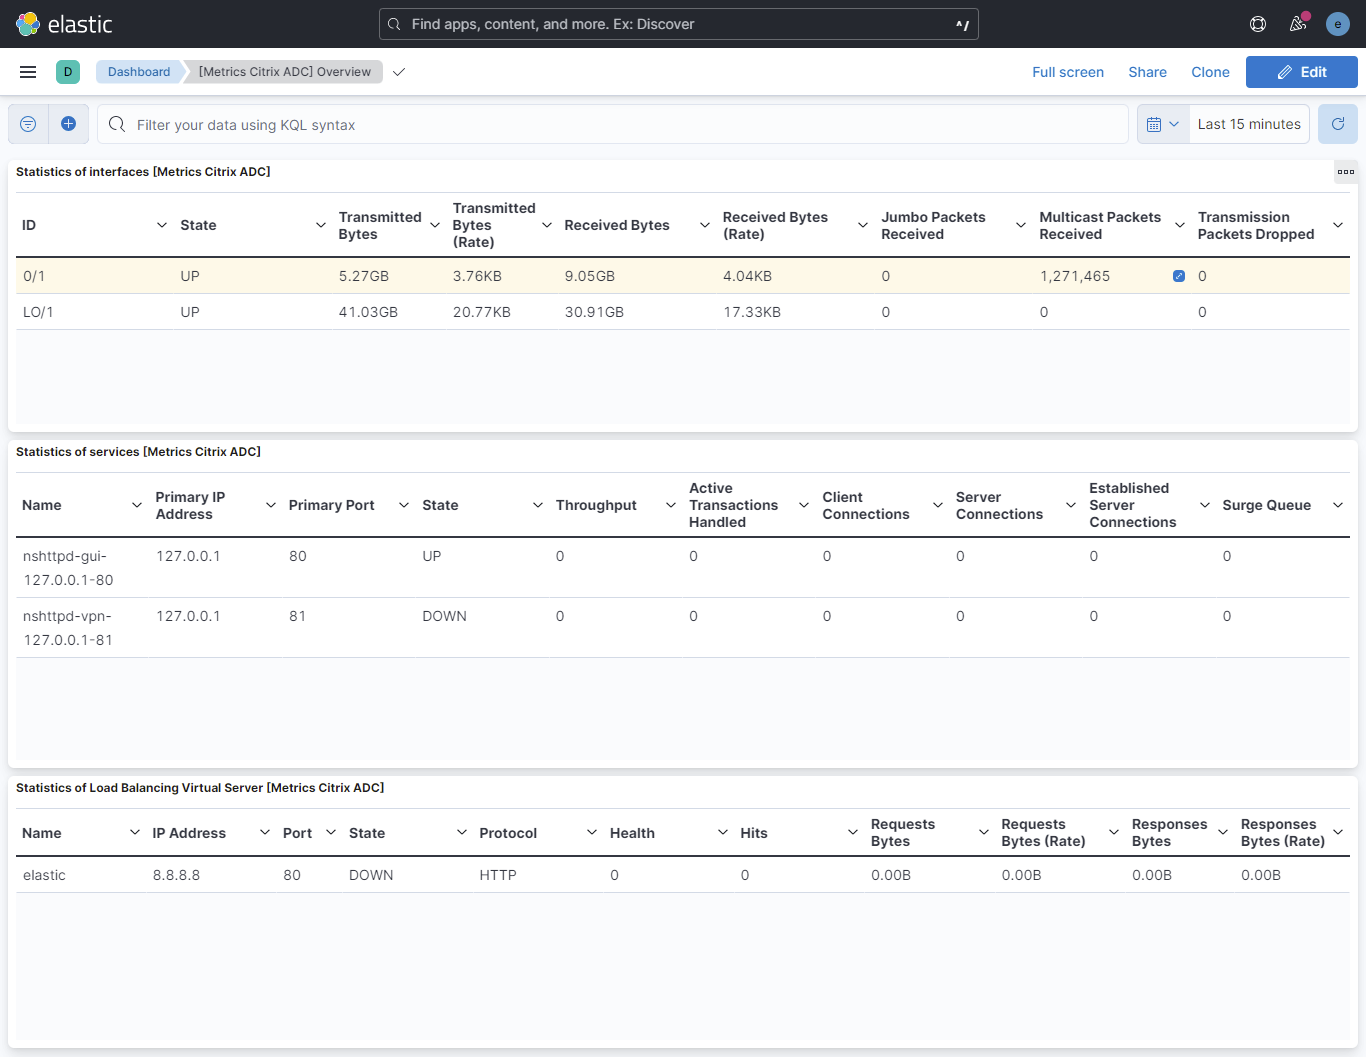 elastic
Find apps, content, and more. Ex: Discover
^/
e
D
Dashboard
[Metrics Citrix ADC] Overview
Full screen
Share
Clone
Edit
Filter your data using KQL syntax
Last 15 minutes
Statistics of interfaces [Metrics Citrix ADC]
ID State Transmitted Bytes Transmitted Bytes (Rate) Received Bytes Received Bytes (Rate) Jumbo Packets Received Multicast Packets Received Transmission Packets Dropped
0/1 UP 5.27GB 3.76KB 9.05GB 4.04KB 0 1,271,465 0
LO/1 UP 41.03GB 20.77KB 30.91GB 17.33KB 0 0 0
Statistics of services [Metrics Citrix ADC]
Name Primary IP Address Primary Port State Throughput Active Transactions Handled Client Connections Server Connections Established Server Connections Surge Queue
nshttpd-gui-127.0.0.1-80 127.0.0.1 80 UP 0 0 0 0 0 0
nshttpd-vpn-127.0.0.1-81 127.0.0.1 81 DOWN 0 0 0 0 0 0
Statistics of Load Balancing Virtual Server [Metrics Citrix ADC]
Name IP Address Port State Protocol Health Hits Requests Bytes Requests Bytes (Rate) Responses Bytes Responses Bytes (Rate)
elastic 8.8.8.8 80 DOWN HTTP 0 0 0.00B 0.00B 0.00B 0.00B